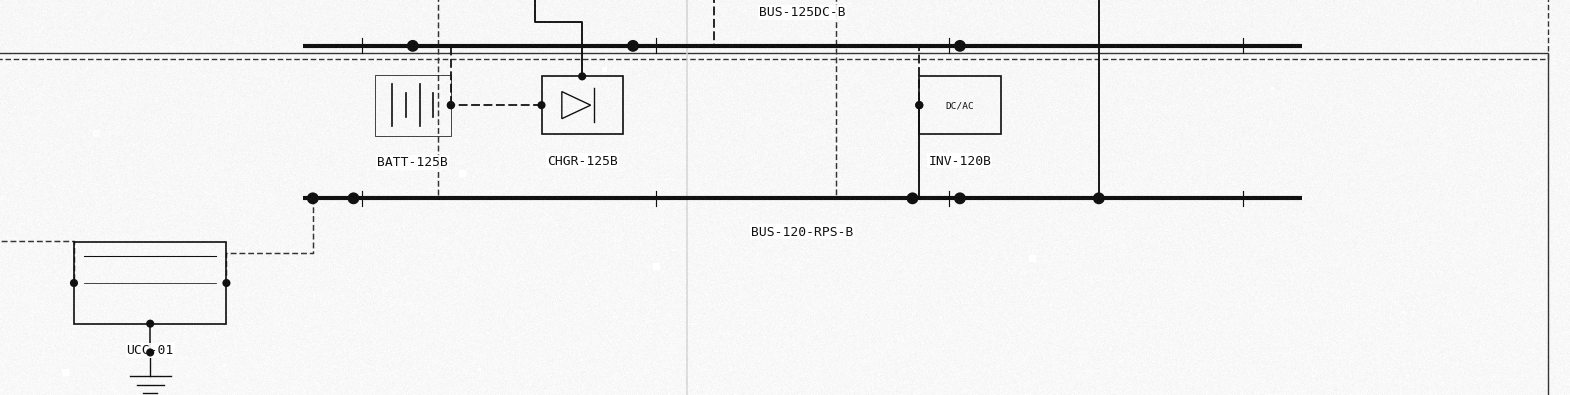 BUS-125DC-B
DC/AC
BATT-125B
CHGR-125B
INV-120B
BUS-120-RPS-B
UCC-01